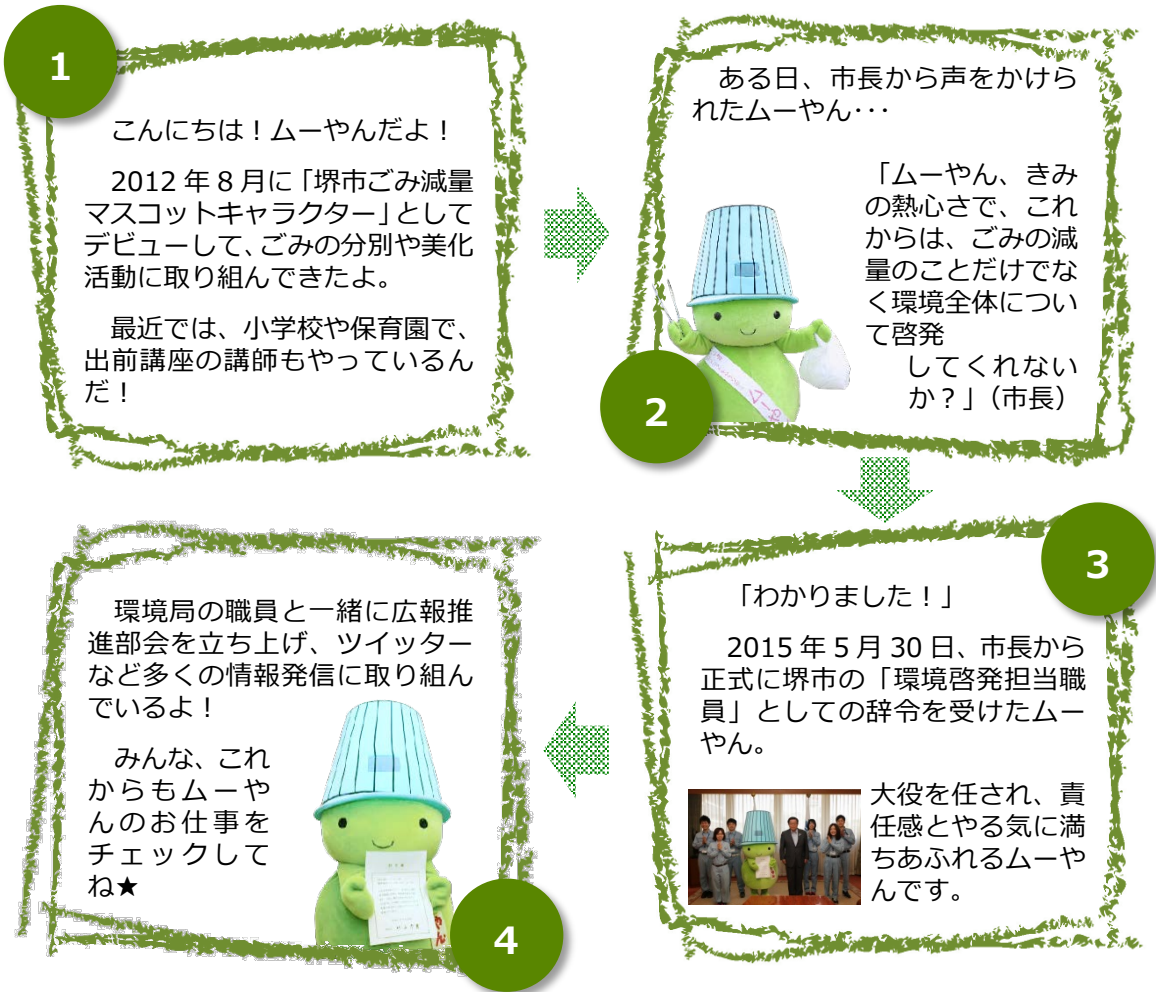 1
こんにちは！ムーやんだよ！
2012年8月に「堺市ごみ減量
マスコットキャラクター」として
デビューして、ごみの分別や美化
活動に取り組んできたよ。
最近では、小学校や保育園で、
出前講座の講師もやっているん
だ！
2
ある日、市長から声をかけら
れたムーやん･･･
「ムーやん、きみ
の熱心さで、これ
からは、ごみの減
量のことだけでな
く環境全体につい
て啓発
してくれない
か？」（市長）
3
「わかりました！」
2015年5月30日、市長から
正式に堺市の「環境啓発担当職
員」としての辞令を受けたムー
やん。
大役を任され、責
任感とやる気に満
ちあふれるムーや
んです。
4
環境局の職員と一緒に広報推
進部会を立ち上げ、ツイッター
など多くの情報発信に取り組ん
でいるよ！
みんな、これ
からもムーや
んのお仕事を
チェックして
ね★